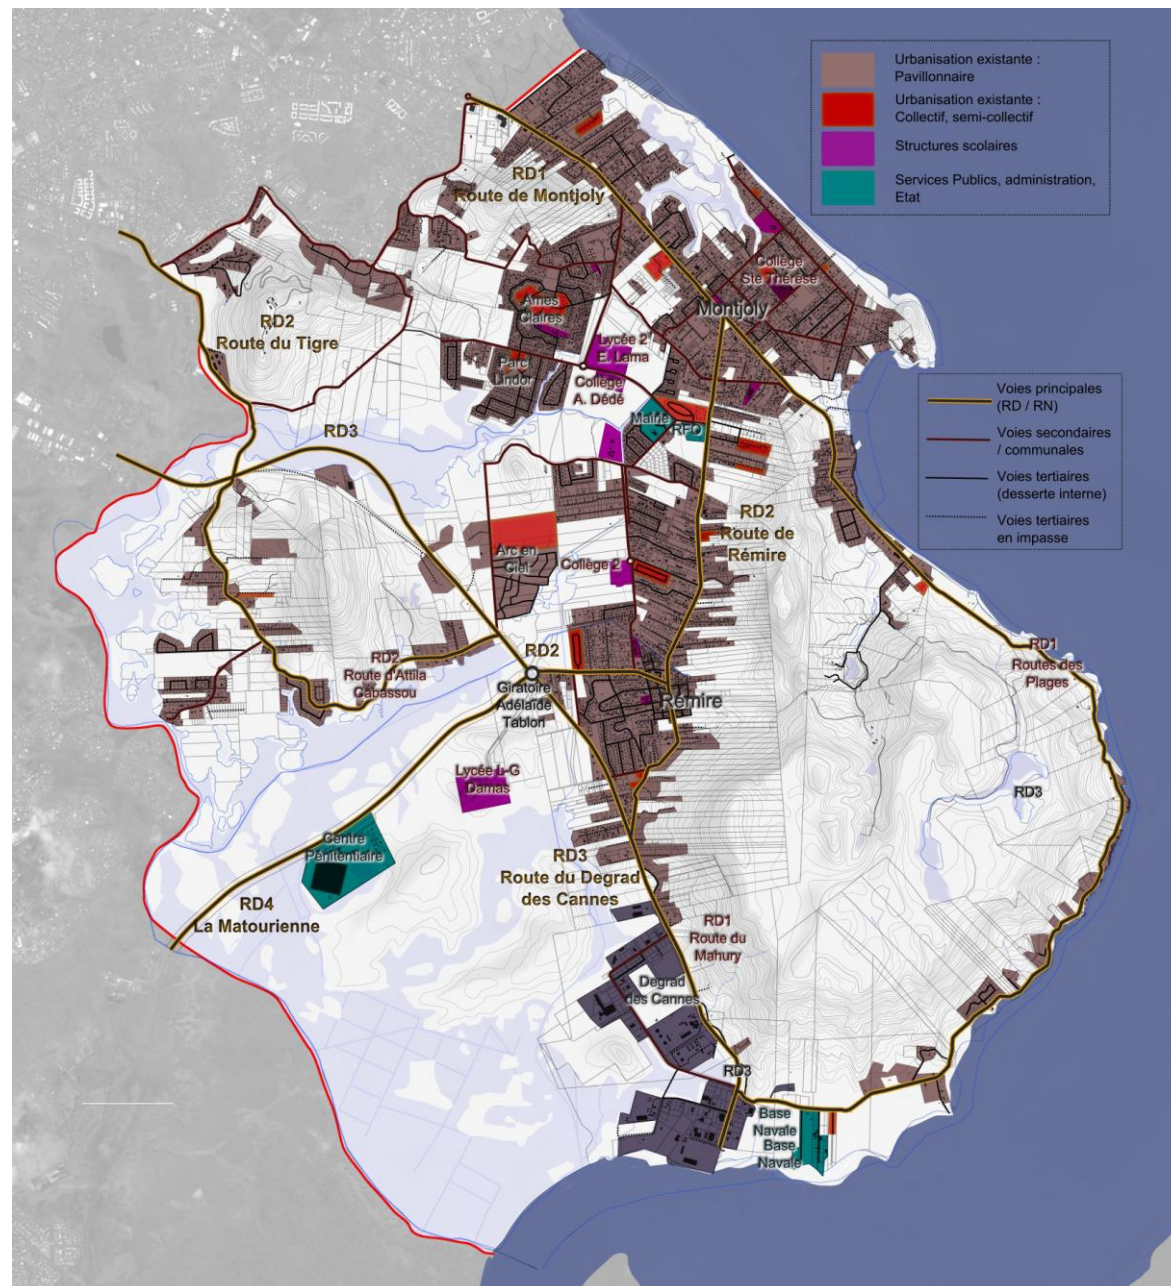 Urbanisation existante :
Pavillonnaire
Urbanisation existante :
Collectif, semi-collectif
Structures scolaires
Services Publics, administration,
Etat
RD1
Route de Montjoly
Collège
Ste Thérèse
Ames
Claires
Montjoly
RD2
Route du Tigre
Lycée 2
E. Lama
Parc
Lindor
Collège
A. Dédé
Voies principales
(RD / RN)
Voies secondaires
/ communales
Voies tertiaires
(desserte interne)
Voies tertiaires
en impasse
Mairie
RFO
RD3
RD2
Route de
Rémire
Arc en
Ciel
Collège 2
RD2
RD2
Route d'Attila
Cabassou
RD1
Routes des
Plages
Giratoire
Adélaïde
Tablon
Rémire
Lycée L-G
Damas
RD3
Centre
Pénitentiaire
RD3
Route du Degrad
des Cannes
RD4
La Matourienne
RD1
Route du
Mahury
Degrad
des Cannes
RD3
Base
Navale
Base
Navale